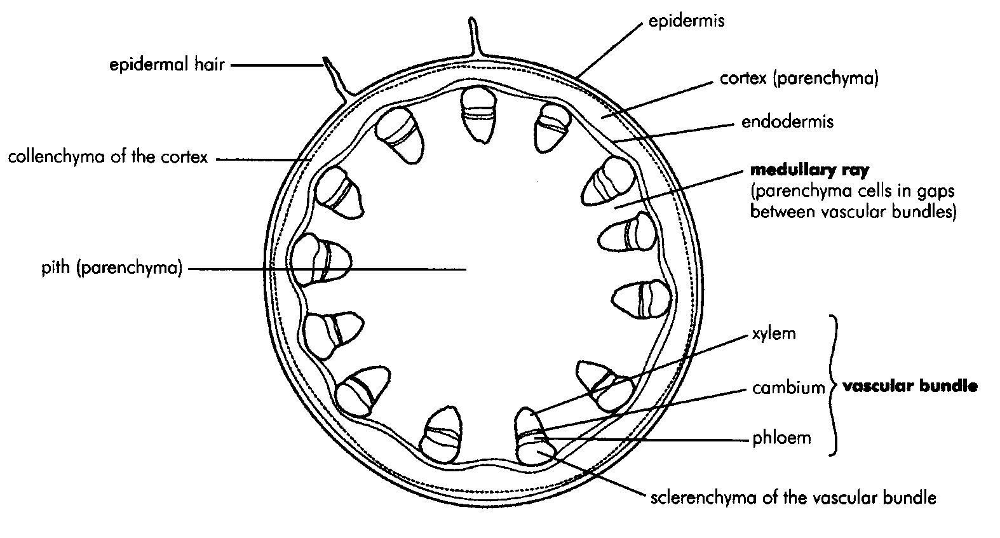 epidermis
epidermal hair
cortex (parenchyma)
endodermis
collenchyma of the cortex
medullary ray
(parenchyma cells in gaps
between vascular bundles)
pith (parenchyma)
xylem
cambium
vascular bundle
phloem
sclerenchyma of the vascular bundle